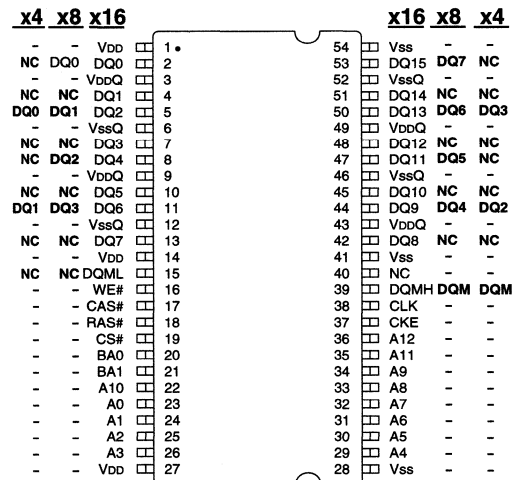 x4 x8 x16 x16 x8 x4
- - VDD 1 54 Vss - -
NC DQ0 DQ0 2 53 DQ15 DQ7 NC
- - VDDQ 3 52 VssQ - -
NC NC DQ1 4 51 DQ14 NC NC
DQ0 DQ1 DQ2 5 50 DQ13 DQ6 DQ3
- - VssQ 6 49 VDDQ - -
NC NC DQ3 7 48 DQ12 NC NC
NC DQ2 DQ4 8 47 DQ11 DQ5 NC
- - VDDQ 9 46 VssQ - -
NC NC DQ5 10 45 DQ10 NC NC
DQ1 DQ3 DQ6 11 44 DQ9 DQ4 DQ2
- - VssQ 12 43 VDDQ - -
NC NC DQ7 13 42 DQ8 NC NC
- - VDD 14 41 Vss - -
NC NC DQML 15 40 NC - -
- - WE# 16 39 DQMH DQM DQM
- - CAS# 17 38 CLK - -
- - RAS# 18 37 CKE - -
- - CS# 19 36 A12 - -
- - BA0 20 35 A11 - -
- - BA1 21 34 A9 - -
- - A10 22 33 A8 - -
- - A0 23 32 A7 - -
- - A1 24 31 A6 - -
- - A2 25 30 A5 - -
- - A3 26 29 A4 - -
- - VDD 27 28 Vss - -